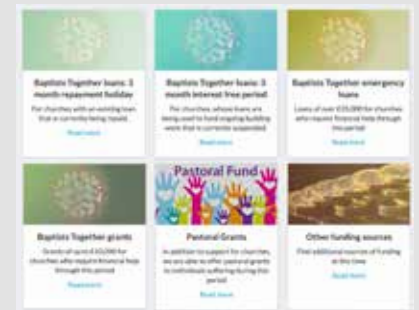 Baptists Together loans: 3
month repayment holiday
For churches with an existing loan
that is currently being repaid.
Read more
Baptists Together loans: 3
month interest free period
For churches, whose loans are
being used to fund ongoing building
work that is currently suspended.
Read more
Baptists Together emergency
loans
Loans of over £10,000 for churches
who require financial help through
this period
Read more
Baptists Together grants
Grants of up to £10,000 for
churches who require financial help
through this period
Read more
Pastoral Fund
Pastoral Grants
In addition to support for churches,
we are able to offer pastoral grants
to individuals suffering during this
period
Read more
Other funding sources
Find additional sources of funding
at this time
Read more